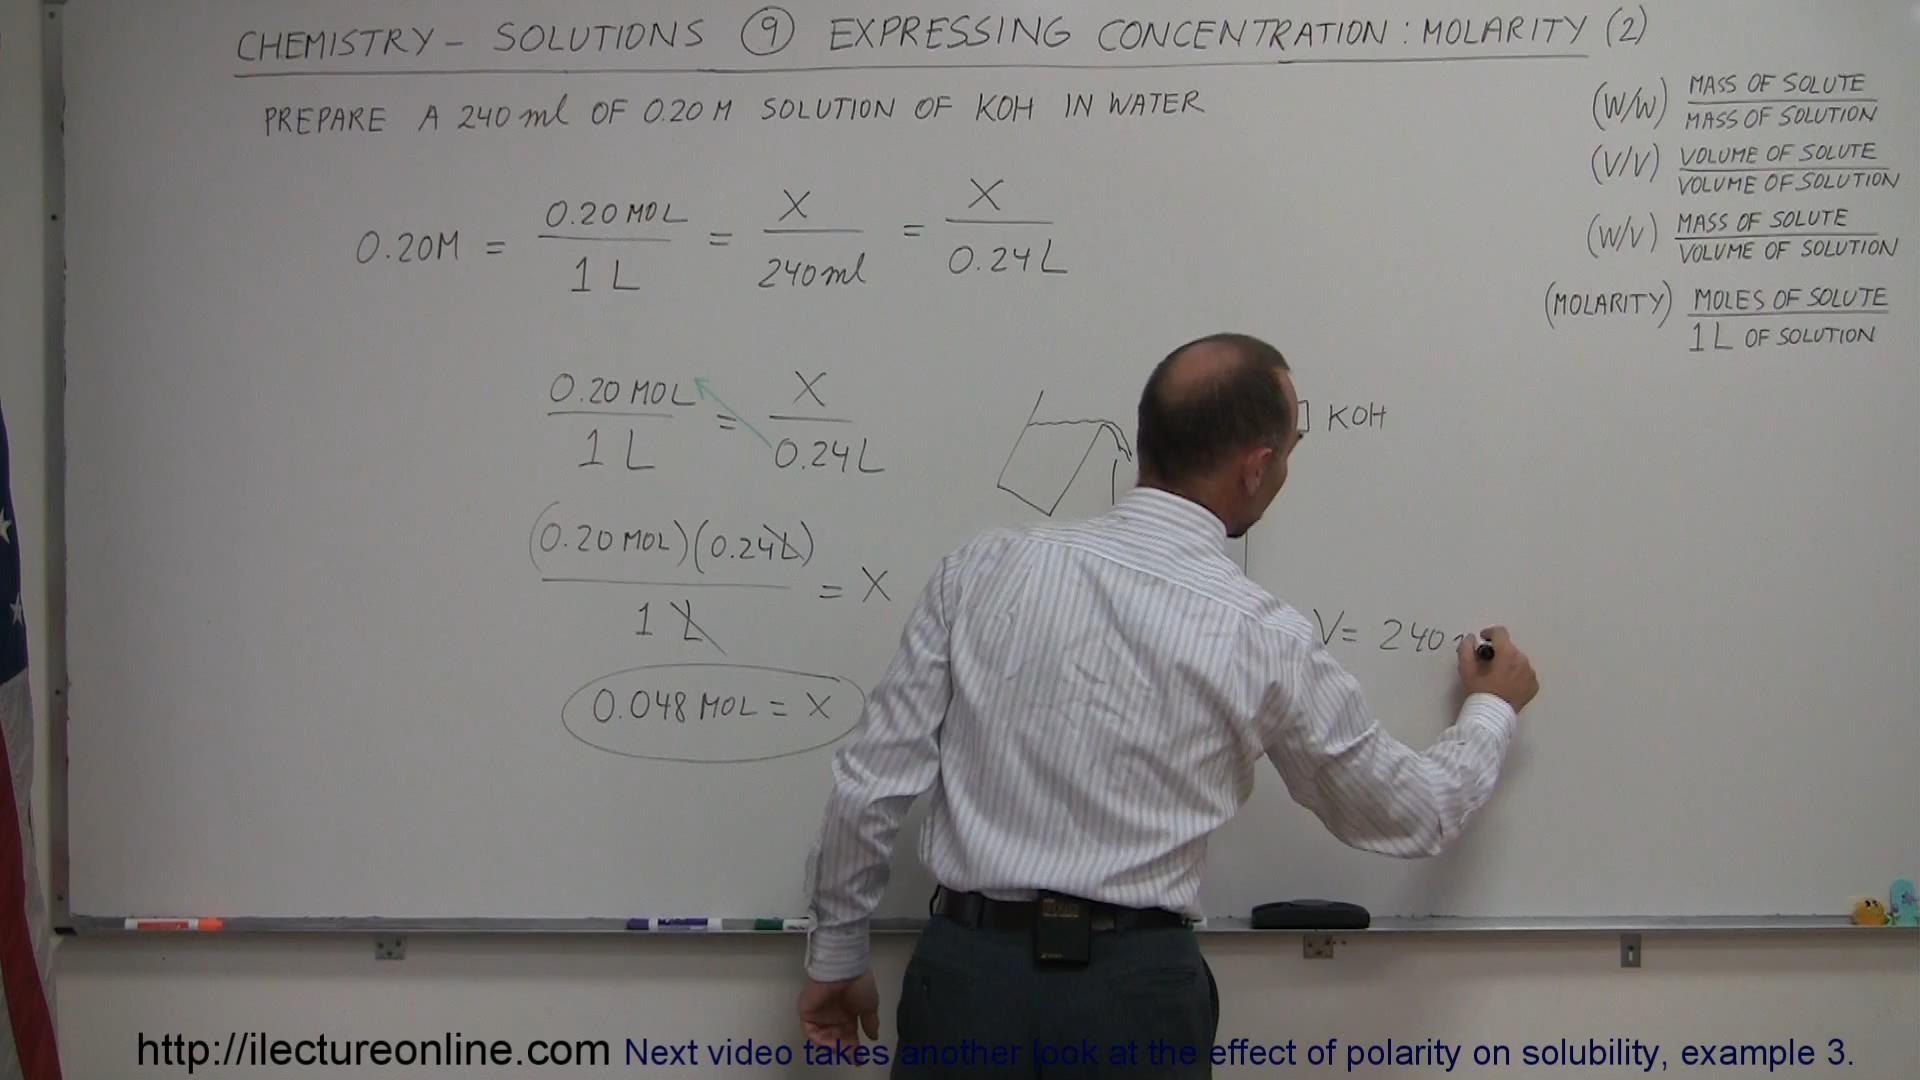 CHEMISTRY - SOLUTIONS 9 EXPRESSING CONCENTRATION: MOLARITY (2)
PREPARE A 240 ml OF 0.20 M SOLUTION OF KOH IN WATER
0.20M = 0.20 MOL / 1 L = X / 240 ml = X / 0.24 L
0.20 MOL / 1 L = X / 0.24 L
(0.20 MOL)(0.24 L) / 1 L = X
0.048 MOL = X
KOH
V = 240
(W/W) MASS OF SOLUTE / MASS OF SOLUTION
(V/V) VOLUME OF SOLUTE / VOLUME OF SOLUTION
(W/V) MASS OF SOLUTE / VOLUME OF SOLUTION
(MOLARITY) MOLES OF SOLUTE / 1 L OF SOLUTION
http://ilectureonline.com Next video takes another look at the effect of polarity on solubility, example 3.